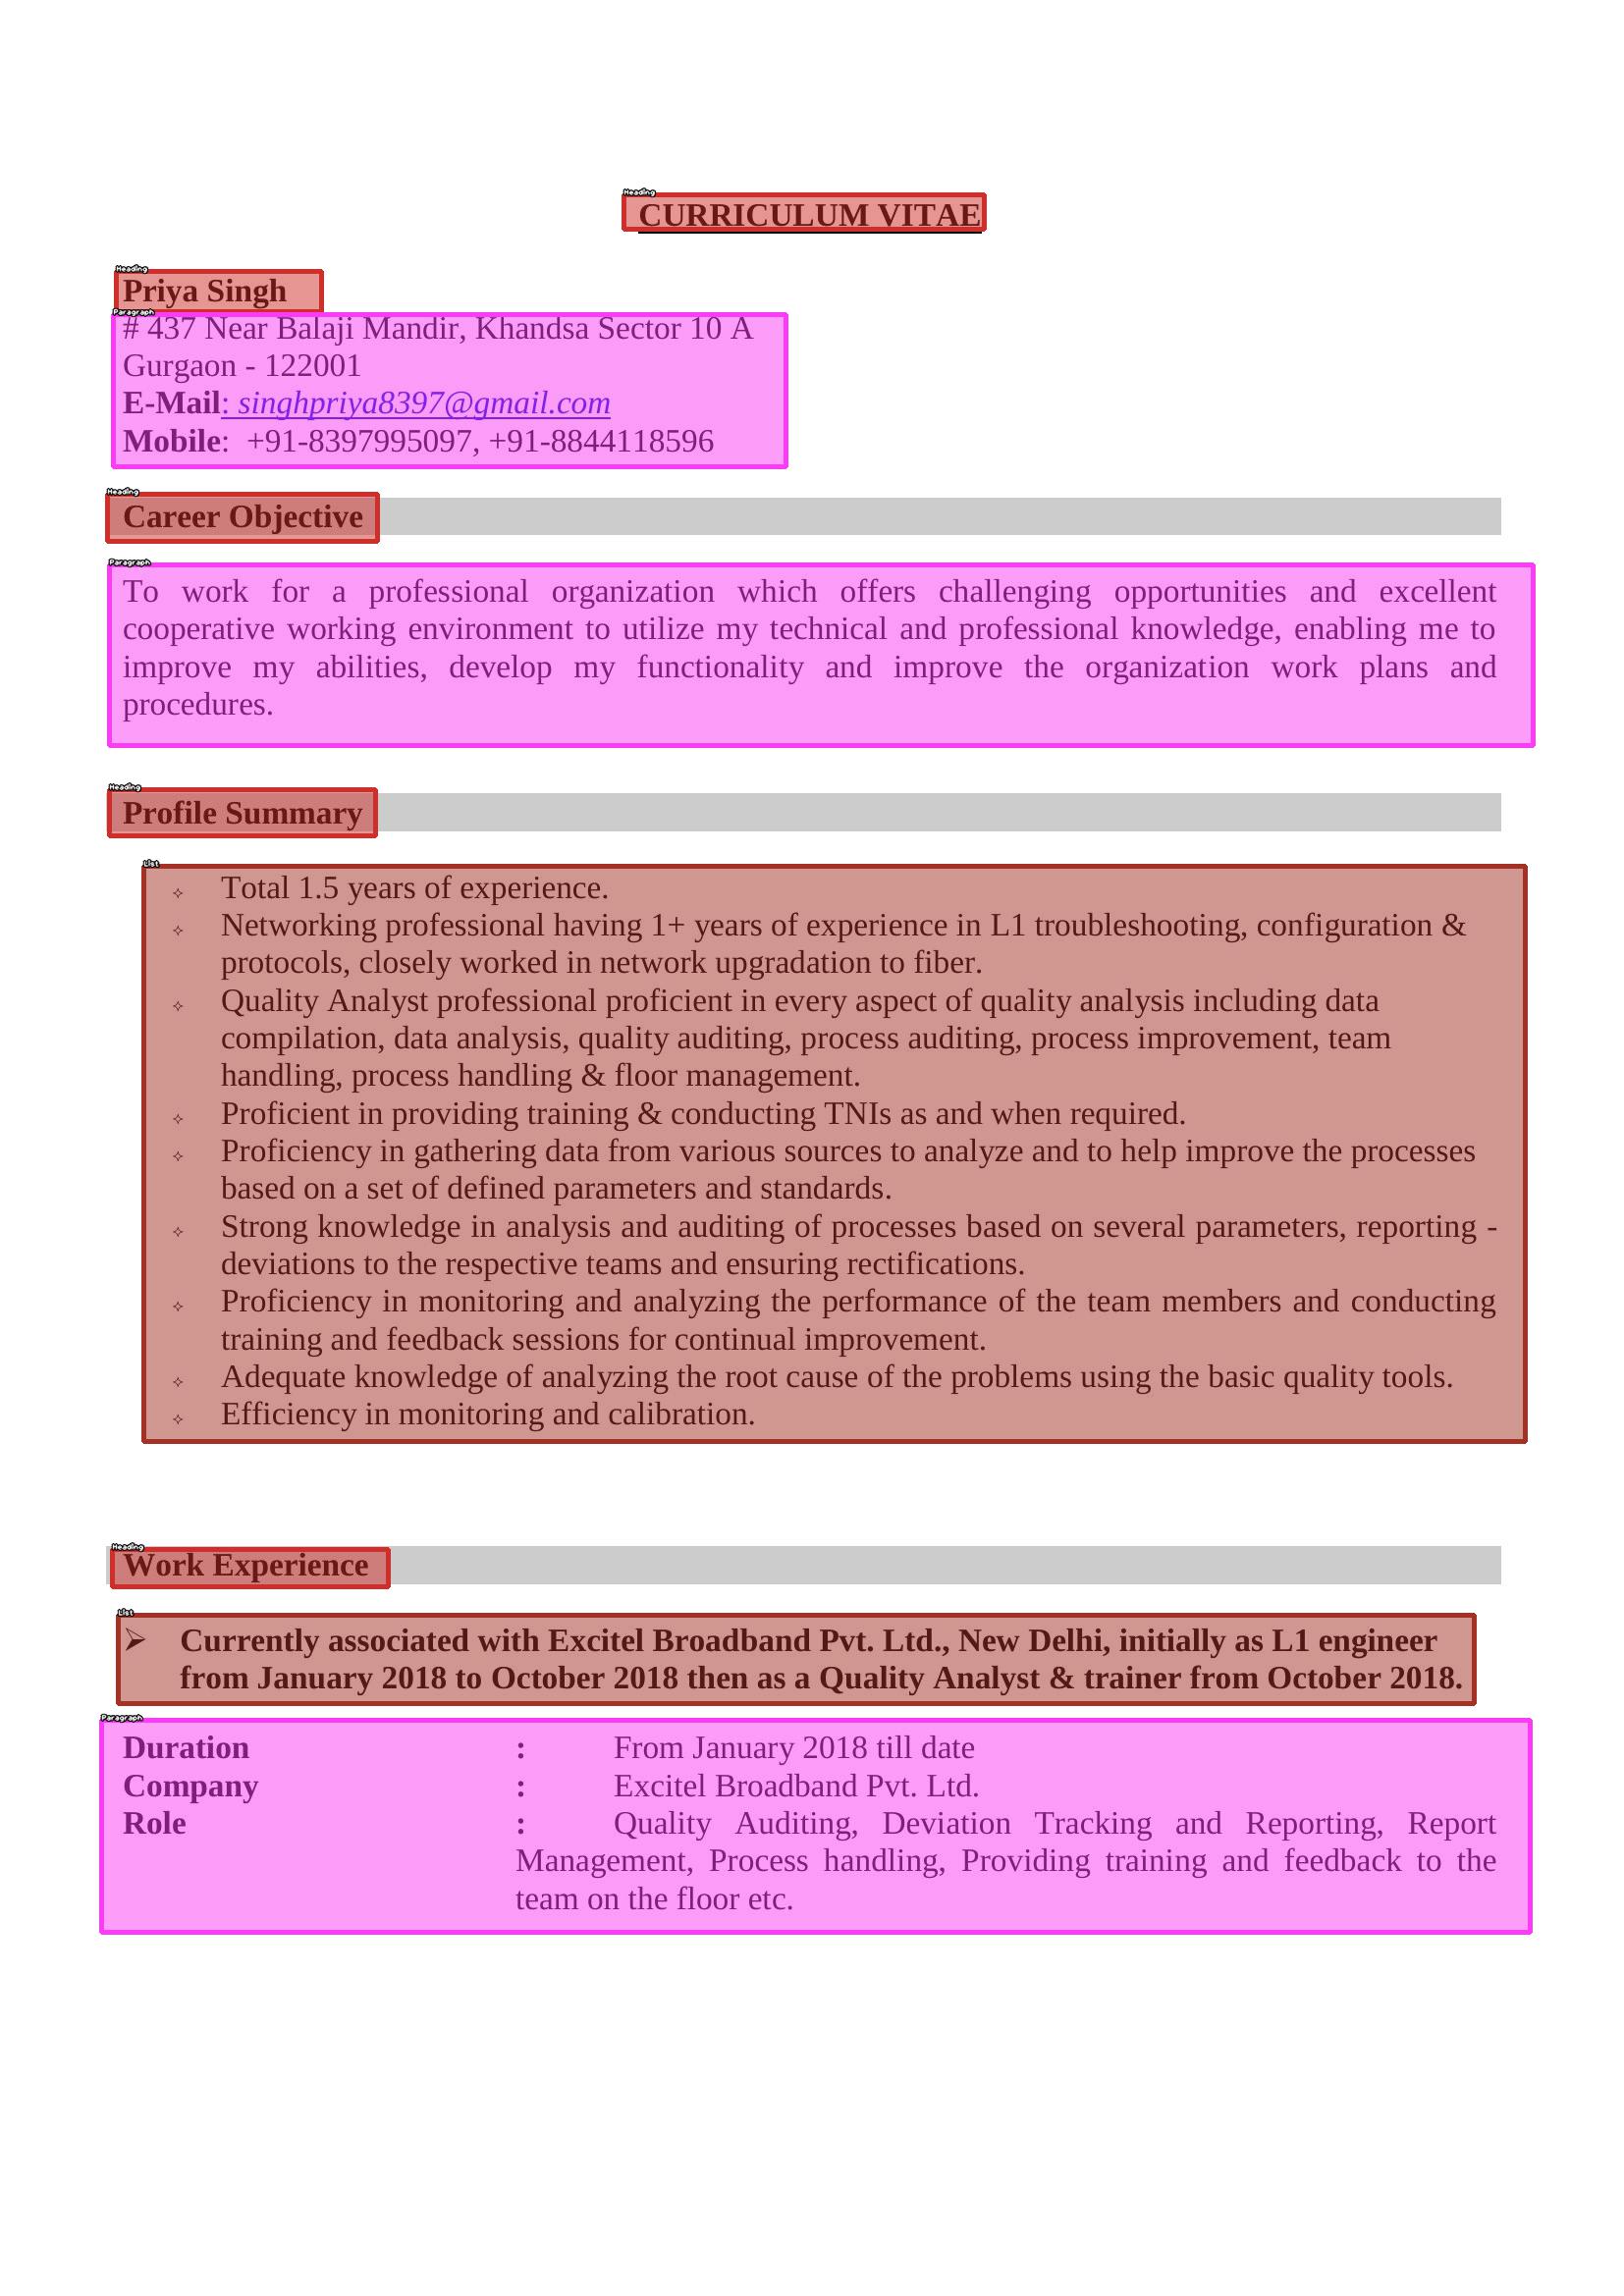 Heading
CURRICULUM VITAE
Heading
Priya Singh
Paragraph
# 437 Near Balaji Mandir, Khandsa Sector 10 A
Gurgaon - 122001
E-Mail: singhpriya8397@gmail.com
Mobile:  +91-8397995097, +91-8844118596
Heading
Career Objective
Paragraph
To work for a professional organization which offers challenging opportunities and excellent
cooperative working environment to utilize my technical and professional knowledge, enabling me to
improve my abilities, develop my functionality and improve the organization work plans and
procedures.
Heading
Profile Summary
List
✧ Total 1.5 years of experience.
✧ Networking professional having 1+ years of experience in L1 troubleshooting, configuration &
protocols, closely worked in network upgradation to fiber.
✧ Quality Analyst professional proficient in every aspect of quality analysis including data
compilation, data analysis, quality auditing, process auditing, process improvement, team
handling, process handling & floor management.
✧ Proficient in providing training & conducting TNIs as and when required.
✧ Proficiency in gathering data from various sources to analyze and to help improve the processes
based on a set of defined parameters and standards.
✧ Strong knowledge in analysis and auditing of processes based on several parameters, reporting -
deviations to the respective teams and ensuring rectifications.
✧ Proficiency in monitoring and analyzing the performance of the team members and conducting
training and feedback sessions for continual improvement.
✧ Adequate knowledge of analyzing the root cause of the problems using the basic quality tools.
✧ Efficiency in monitoring and calibration.
Heading
Work Experience
List
➢ Currently associated with Excitel Broadband Pvt. Ltd., New Delhi, initially as L1 engineer
from January 2018 to October 2018 then as a Quality Analyst & trainer from October 2018.
Paragraph
Duration : From January 2018 till date
Company : Excitel Broadband Pvt. Ltd.
Role : Quality Auditing, Deviation Tracking and Reporting, Report
Management, Process handling, Providing training and feedback to the
team on the floor etc.